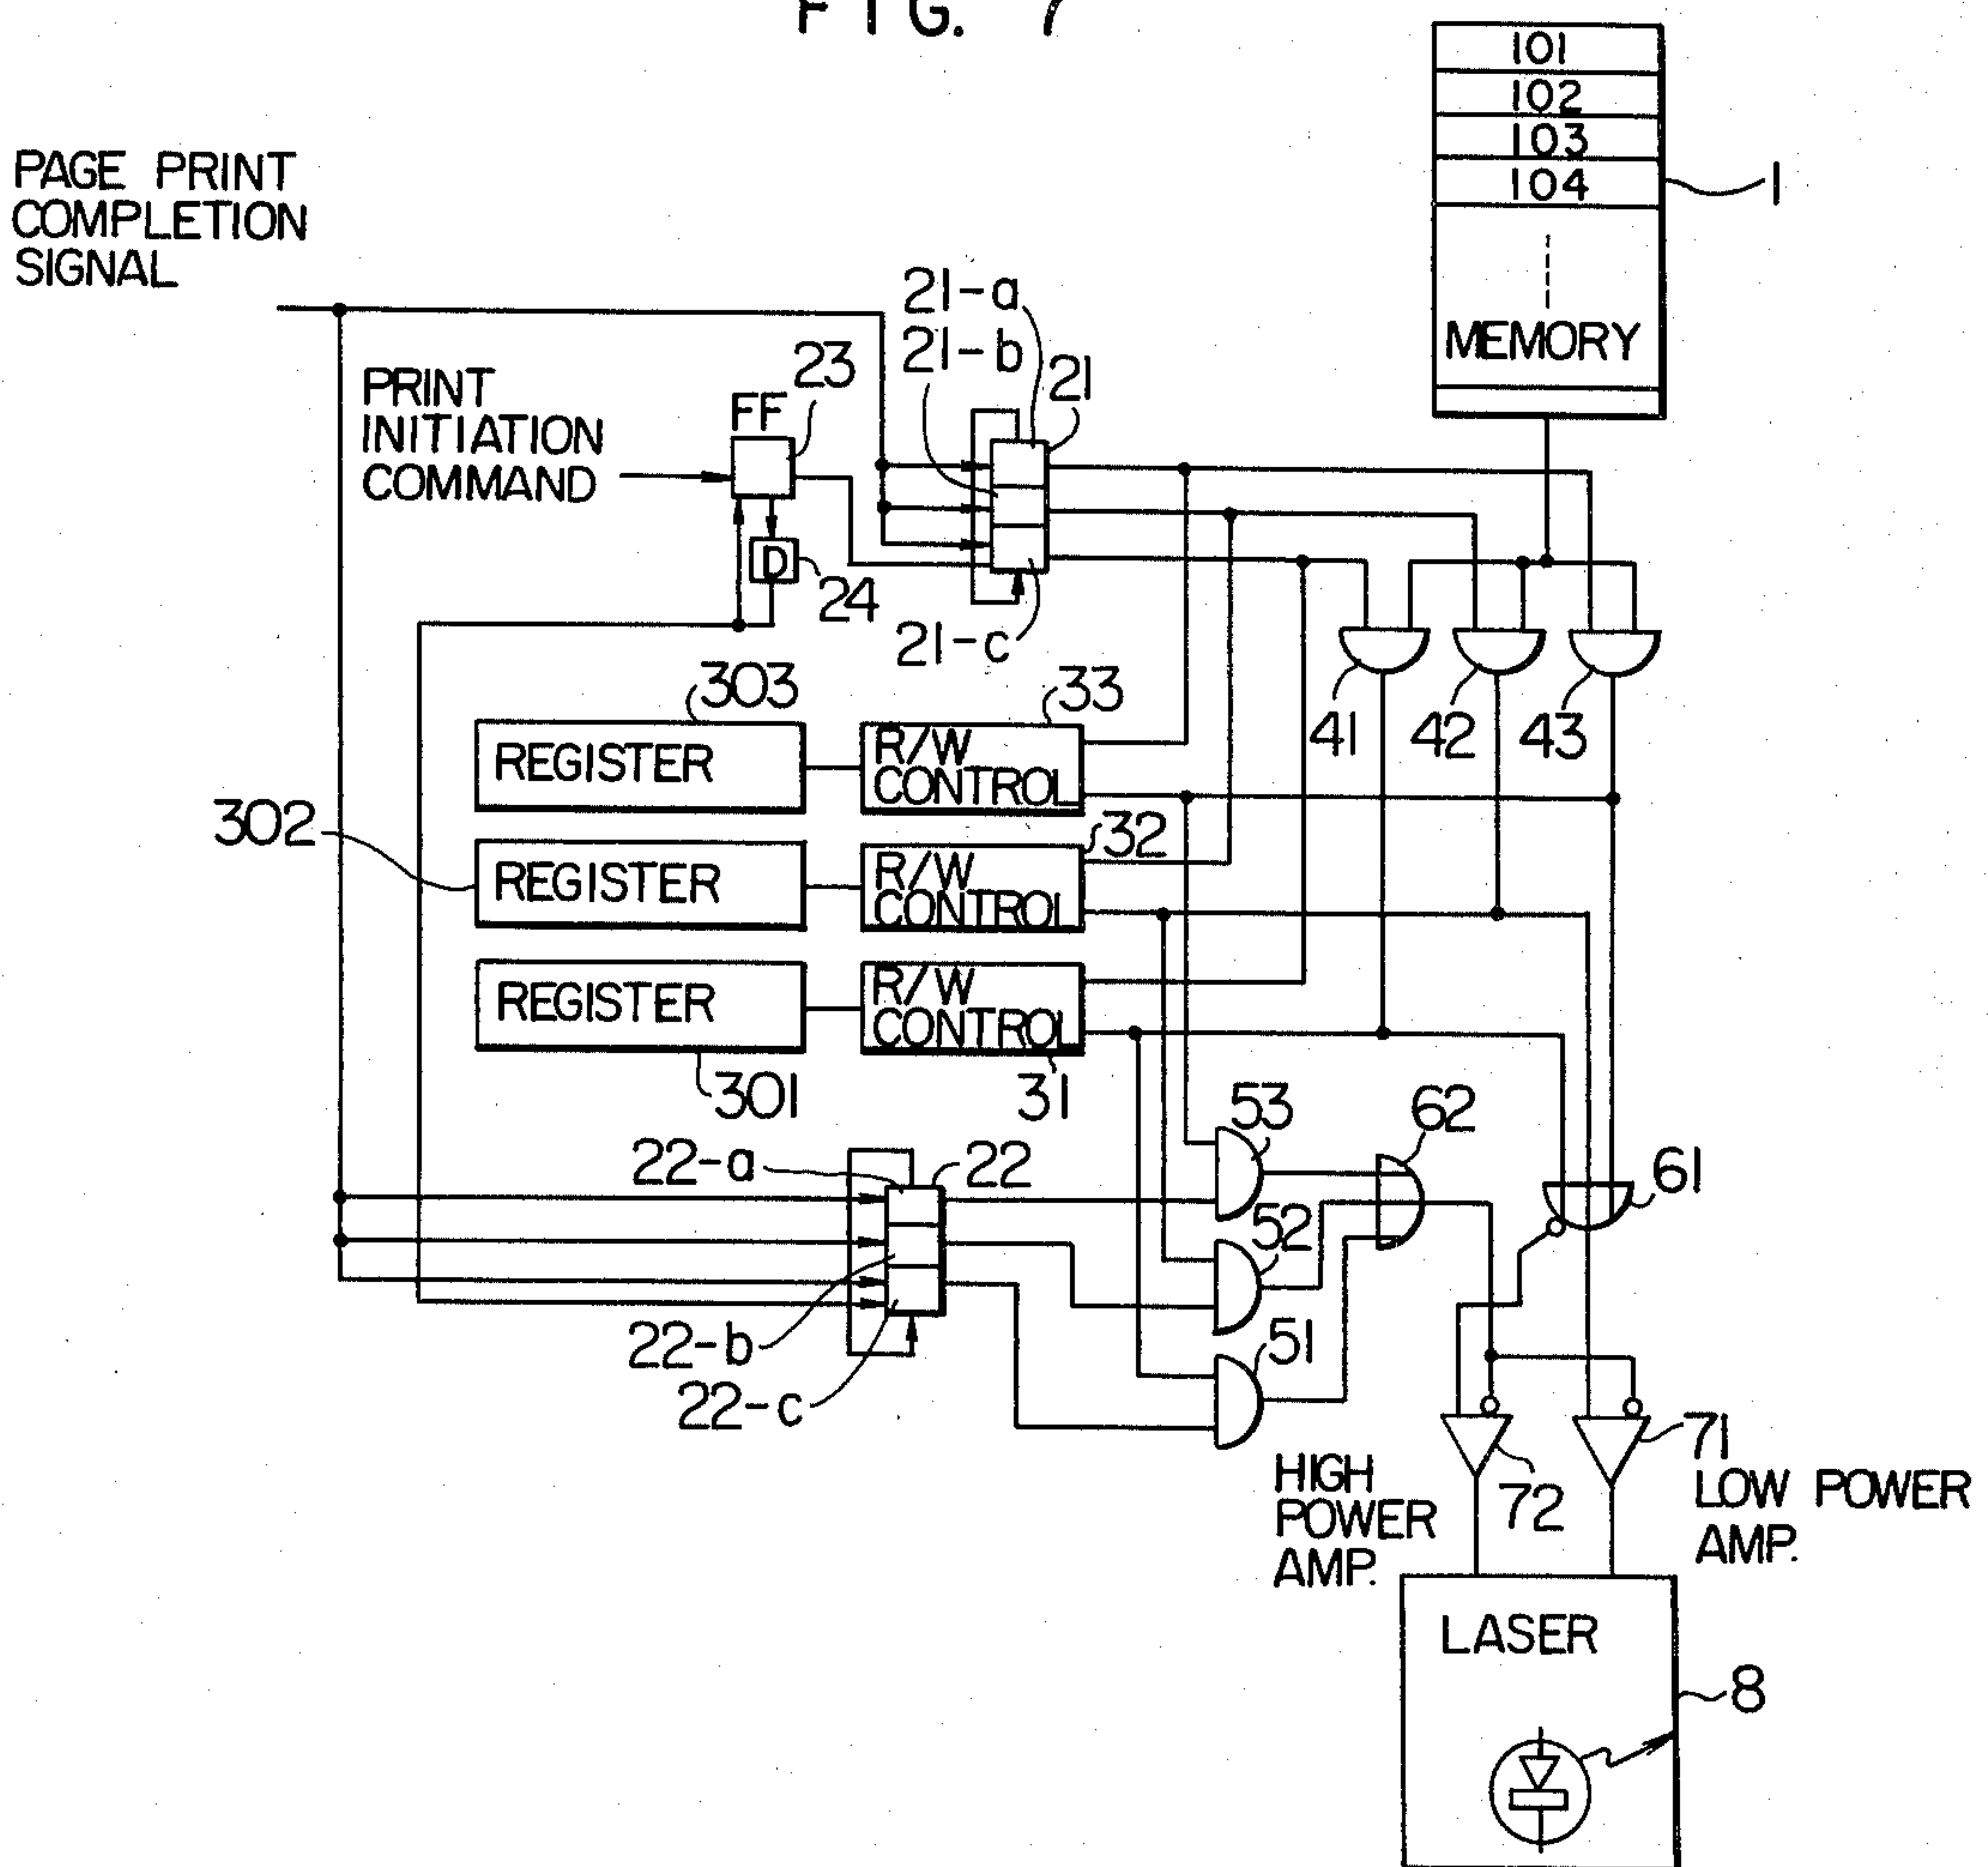 FIG. 7
101
102
103
104
1
MEMORY
PAGE PRINT
COMPLETION
SIGNAL
21-a
21-b
21
PRINT
INITIATION
COMMAND
FF
23
D
24
21-c
41
42
43
303
REGISTER
33
R/W
CONTROL
302
REGISTER
32
R/W
CONTROL
REGISTER
301
R/W
CONTROL
31
53
62
61
22-a
22
52
22-b
22-c
51
HIGH
POWER
AMP.
72
71
LOW POWER
AMP.
LASER
8